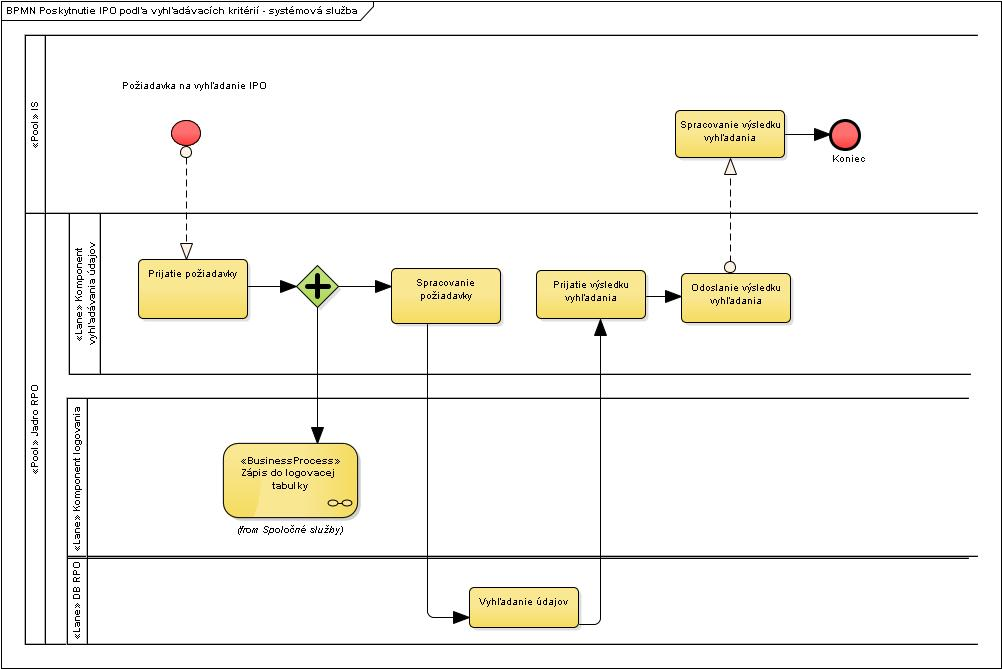 BPMN Poskytnutie IPO podľa vyhľadávacích kritérií - systémová služba
«Pool» IS
Požiadavka na vyhľadanie IPO
Spracovanie výsledku
vyhľadania
Koniec
«Pool» Jadro RPO
«Lane» Komponent
vyhľadávania údajov
Prijatie požiadavky
Spracovanie
požiadavky
Prijatie výsledku
vyhľadania
Odoslanie výsledku
vyhľadania
«Lane» Komponent logovania
«BusinessProcess»
Zápis do logovacej
tabulky
(from Spoločné služby)
«Lane» DB RPO
Vyhľadanie údajov